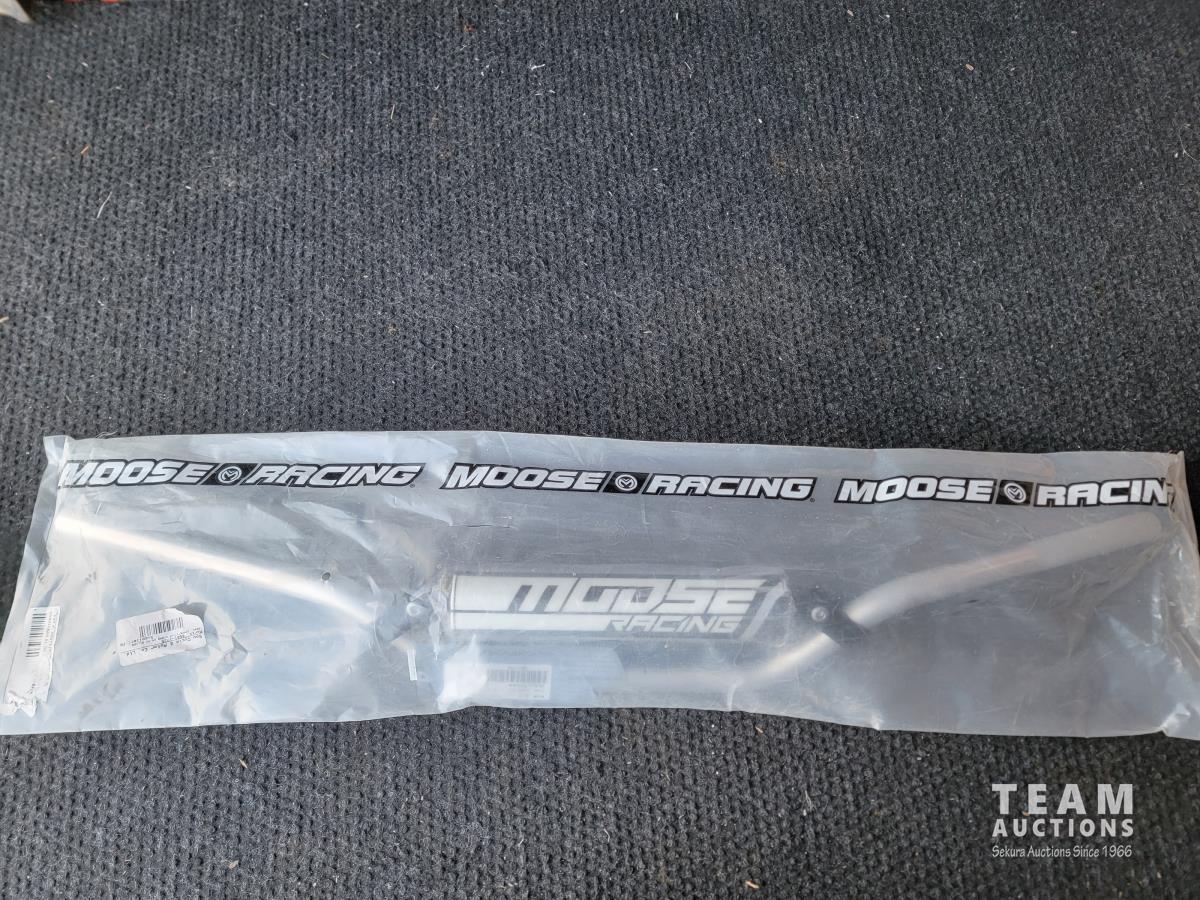 MOOSE RACING MOOSE RACING MOOSE RACIN
MOOSE
RACING
TEAM
AUCTIONS
Sekura Auctions Since 1966